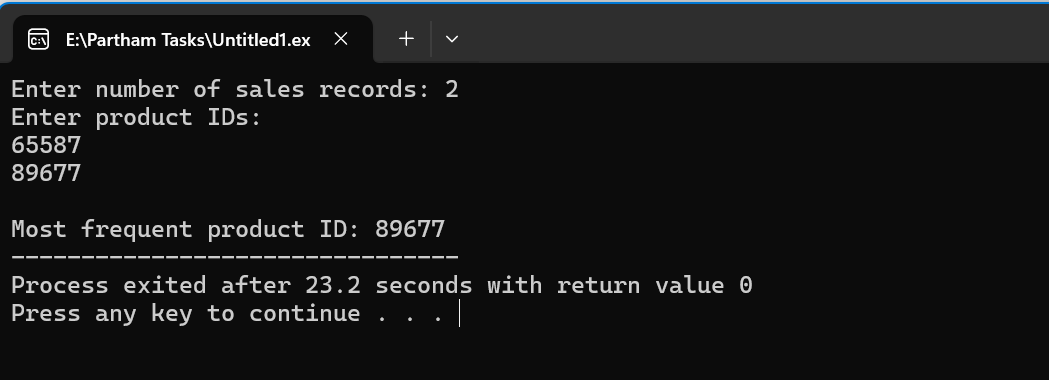 E:\Partham Tasks\Untitled1.ex
Enter number of sales records: 2
Enter product IDs:
65587
89677
Most frequent product ID: 89677
--------------------------------
Process exited after 23.2 seconds with return value 0
Press any key to continue . . .